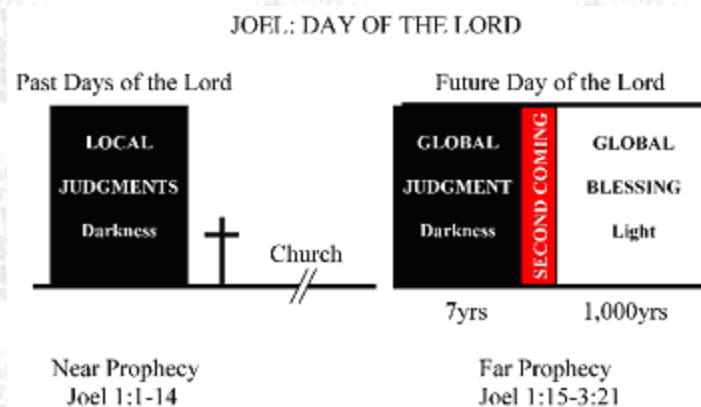 JOEL: DAY OF THE LORD
Past Days of the Lord
LOCAL
JUDGMENTS
Darkness
Church
Near Prophecy
Joel 1:1-14
Future Day of the Lord
GLOBAL
JUDGMENT
Darkness
SECOND COMING
GLOBAL
BLESSING
Light
7yrs
1,000yrs
Far Prophecy
Joel 1:15-3:21